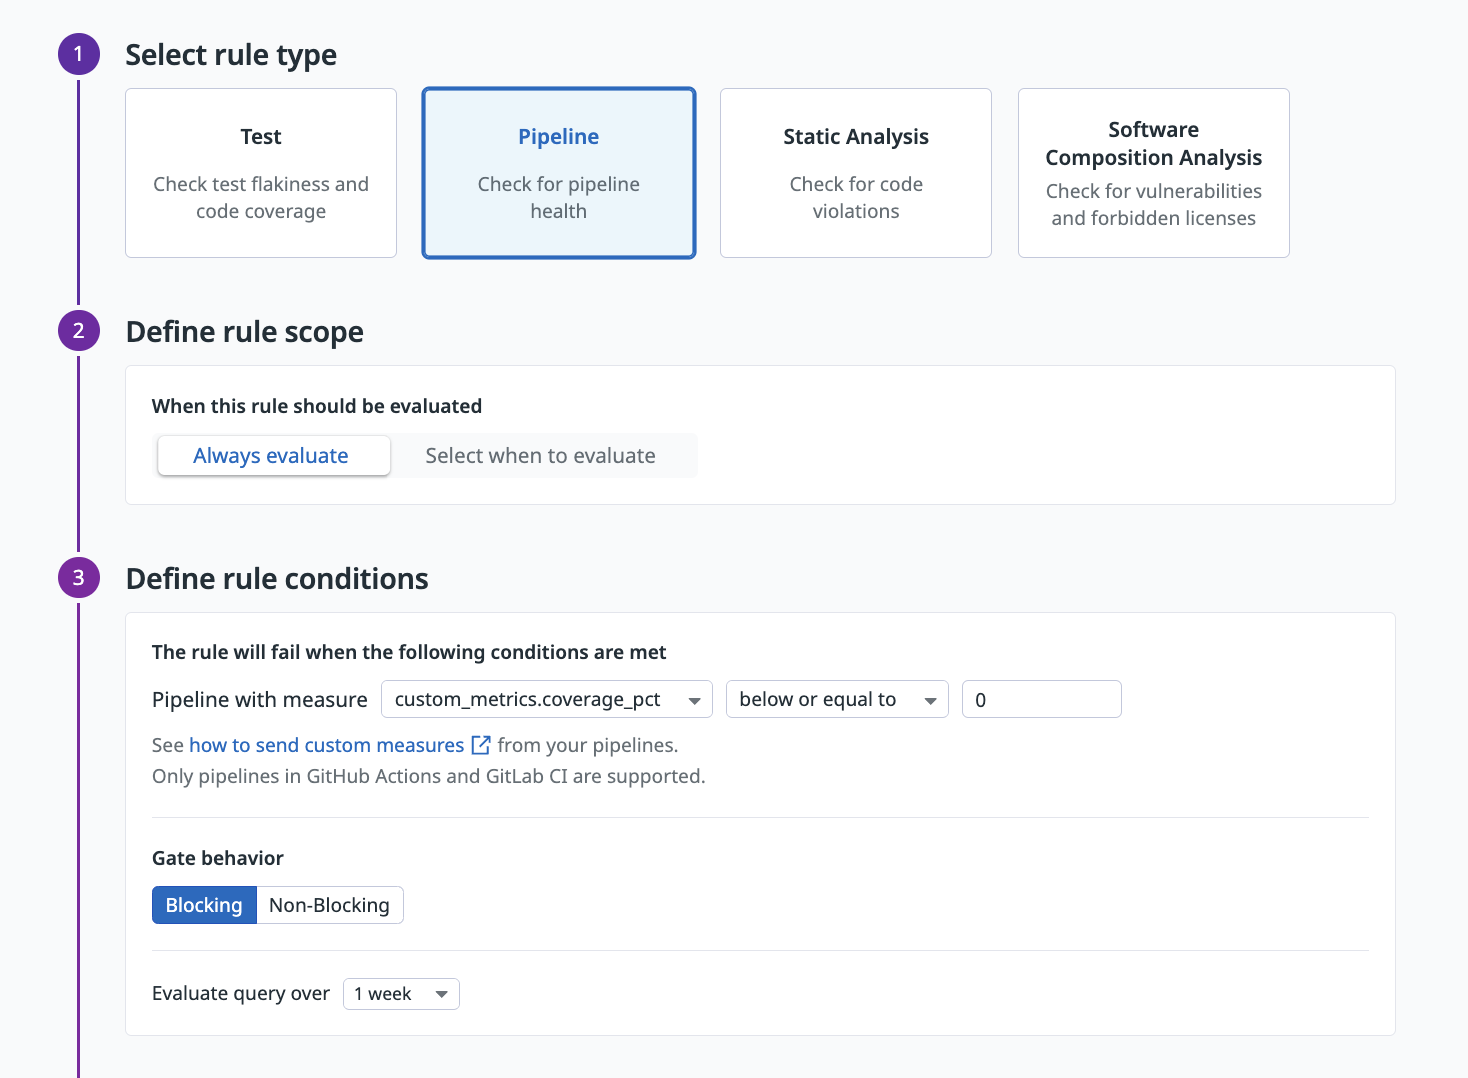 1
Select rule type
Test
Check test flakiness and
code coverage
Pipeline
Check for pipeline
health
Static Analysis
Check for code
violations
Software
Composition Analysis
Check for vulnerabilities
and forbidden licenses
2
Define rule scope
When this rule should be evaluated
Always evaluate Select when to evaluate
3
Define rule conditions
The rule will fail when the following conditions are met
Pipeline with measure custom_metrics.coverage_pct below or equal to 0
See how to send custom measures from your pipelines.
Only pipelines in GitHub Actions and GitLab CI are supported.
Gate behavior
Blocking Non-Blocking
Evaluate query over 1 week